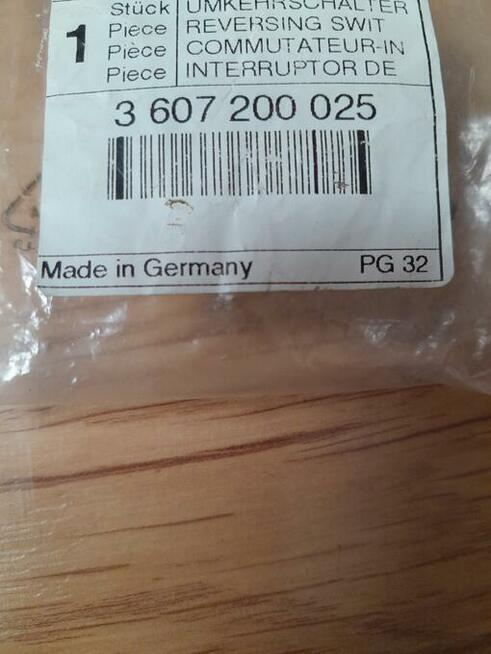 Stück UMKEHRSCHALTER
1 Piece REVERSING SWIT
Pièce COMMUTATEUR-IN
Piece INTERRUPTOR DE
3 607 200 025
Made in Germany PG 32